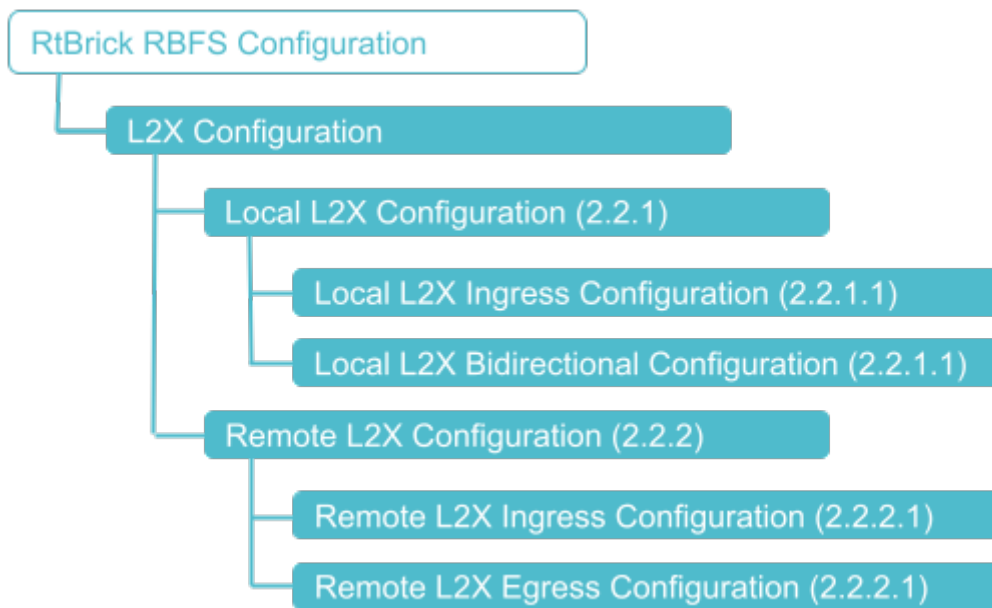 RtBrick RBFS Configuration
L2X Configuration
Local L2X Configuration (2.2.1)
Local L2X Ingress Configuration (2.2.1.1)
Local L2X Bidirectional Configuration (2.2.1.1)
Remote L2X Configuration (2.2.2)
Remote L2X Ingress Configuration (2.2.2.1)
Remote L2X Egress Configuration (2.2.2.1)